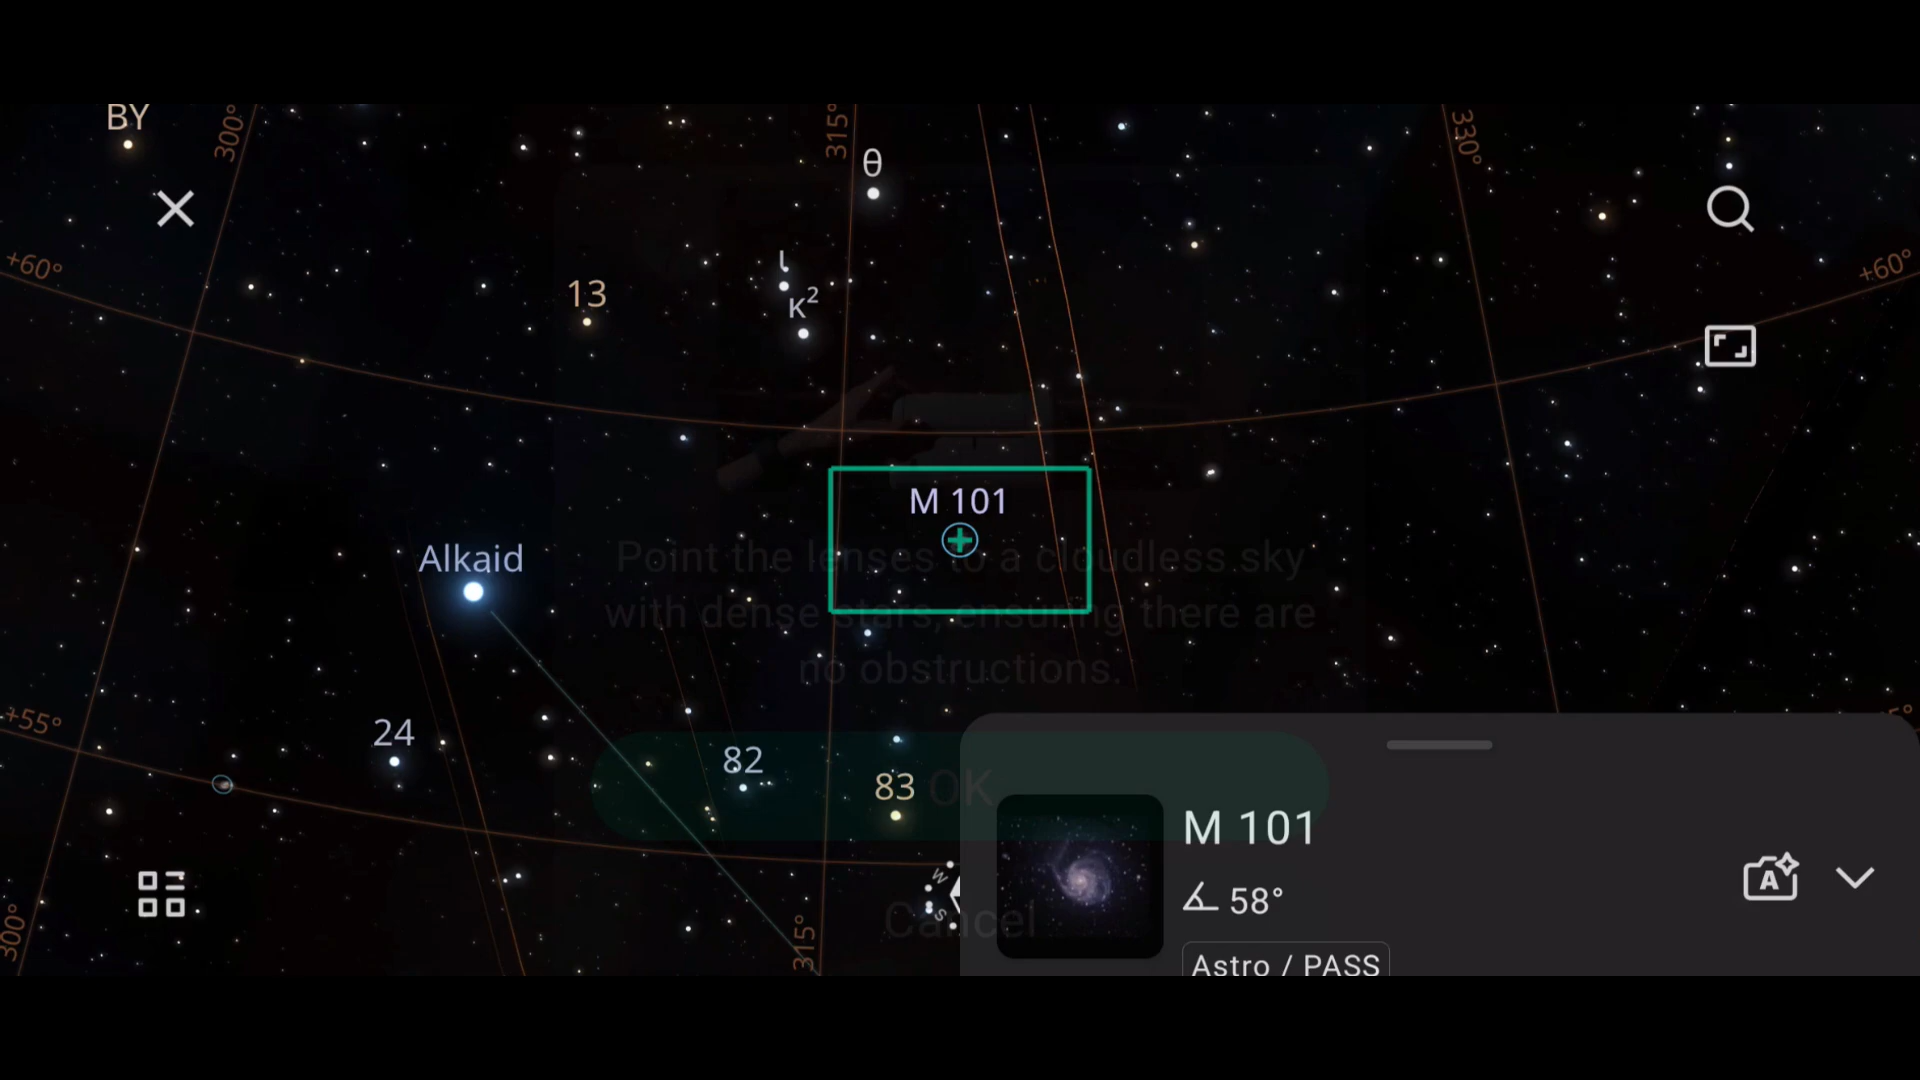 BY
300°
315°
330°
θ
+60°
+60°
ι
13
κ²
M 101
Alkaid
Point the lenses to a cloudless sky
with dense stars, ensuring there are
no obstructions.
+55°
24
82
83
OK
M 101
58°
W
S
Cancel
A
300°
315°
Astro / PASS